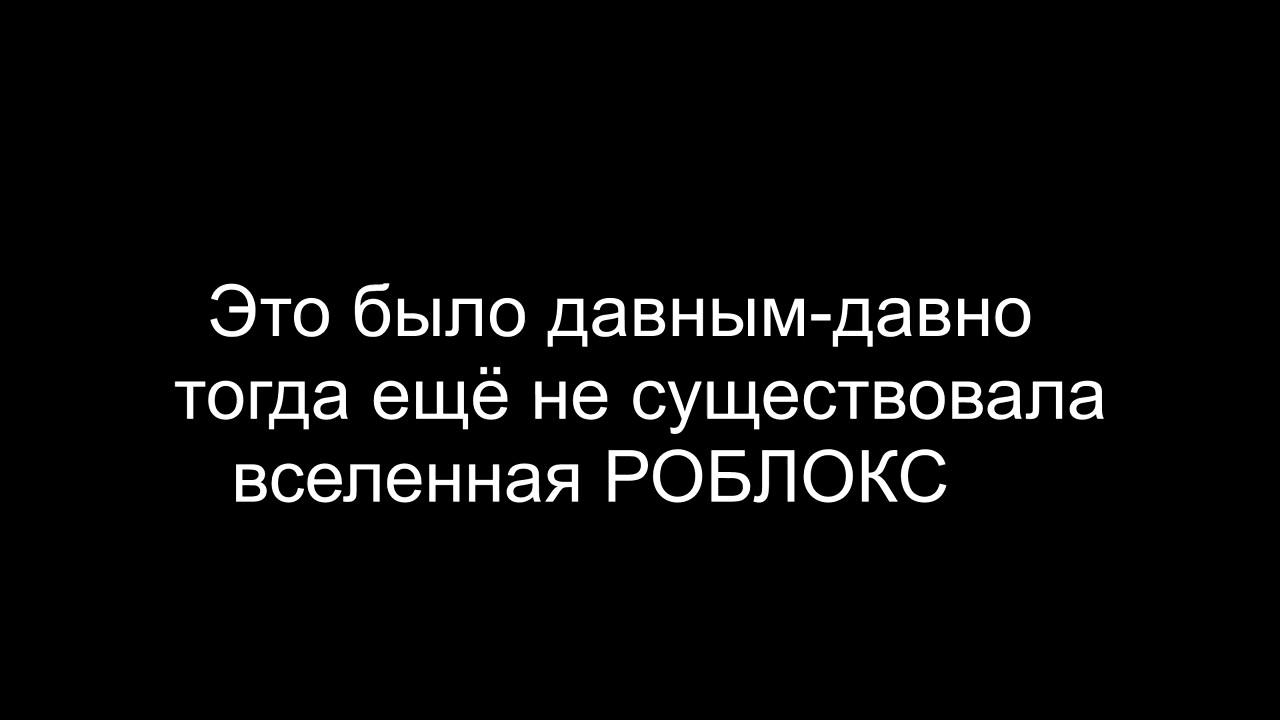 Это было давным-давно
тогда ещё не существовала
вселенная РОБЛОКС